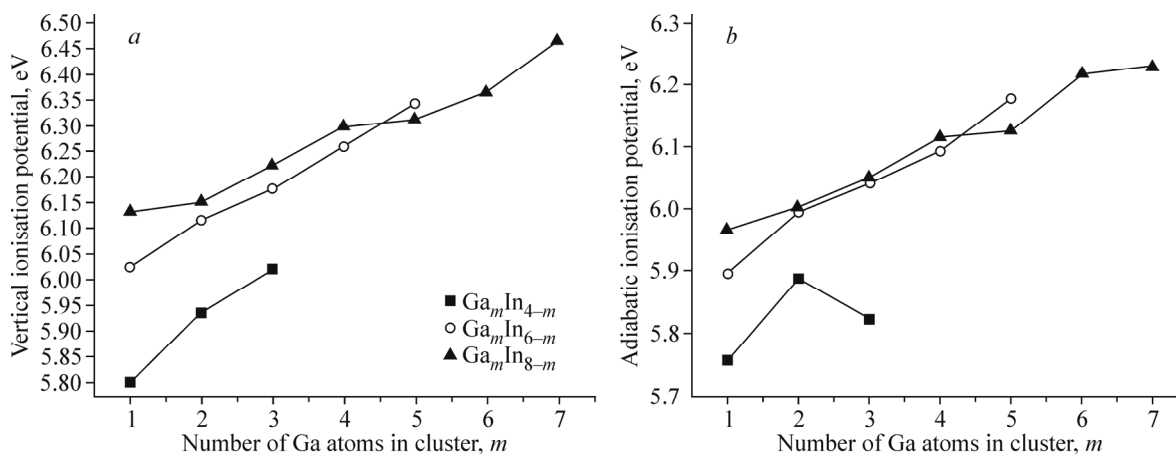 a
Vertical ionisation potential, eV
6.50
6.45
6.40
6.35
6.30
6.25
6.20
6.15
6.10
6.05
6.00
5.95
5.90
5.85
5.80
1 2 3 4 5 6 7
Number of Ga atoms in cluster, m
GaₘIn₄₋ₘ
GaₘIn₆₋ₘ
GaₘIn₈₋ₘ
b
Adiabatic ionisation potential, eV
6.3
6.2
6.1
6.0
5.9
5.8
5.7
1 2 3 4 5 6 7
Number of Ga atoms in cluster, m